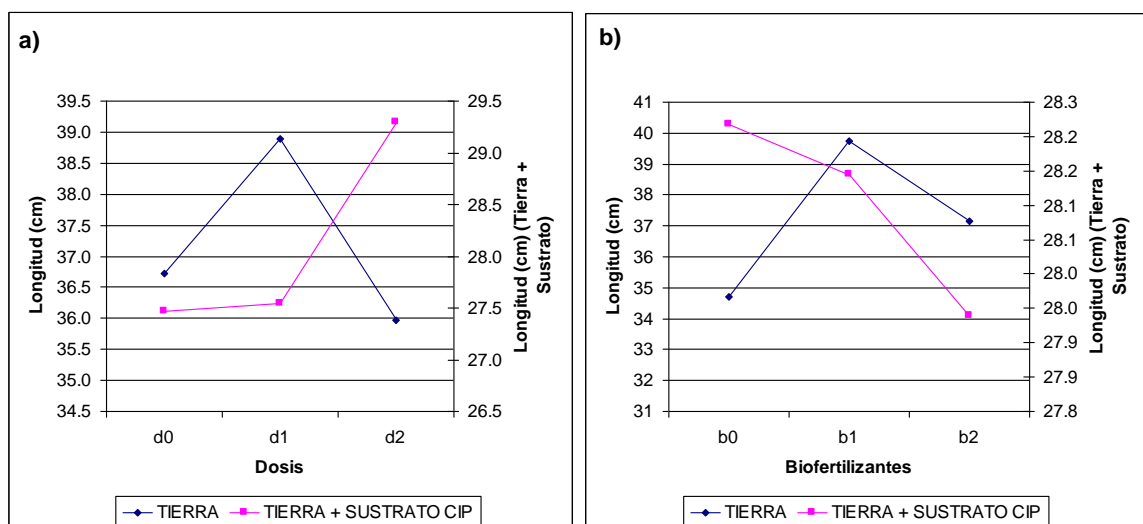 a)
39.5
39.0
38.5
38.0
37.5
37.0
36.5
36.0
35.5
35.0
34.5
Longitud (cm)
29.5
29.0
28.5
28.0
27.5
27.0
26.5
Longitud (cm) (Tierra +
Sustrato)
d0 d1 d2
Dosis
TIERRA TIERRA + SUSTRATO CIP
b)
41
40
39
38
37
36
35
34
33
32
31
Longitud (cm)
28.3
28.2
28.2
28.1
28.1
28.0
28.0
27.9
27.9
27.8
Longitud (cm) (Tierra +
Sustrato)
b0 b1 b2
Biofertilizantes
TIERRA TIERRA + SUSTRATO CIP